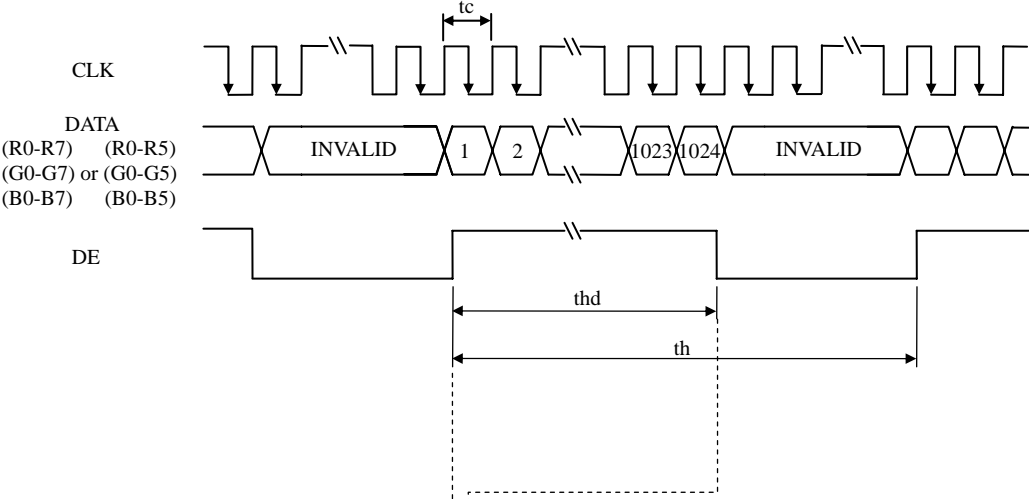 tc
CLK
DATA
(R0-R7) (R0-R5)
(G0-G7) or (G0-G5)
(B0-B7) (B0-B5)
INVALID 1 2 1023 1024 INVALID
DE
thd
th